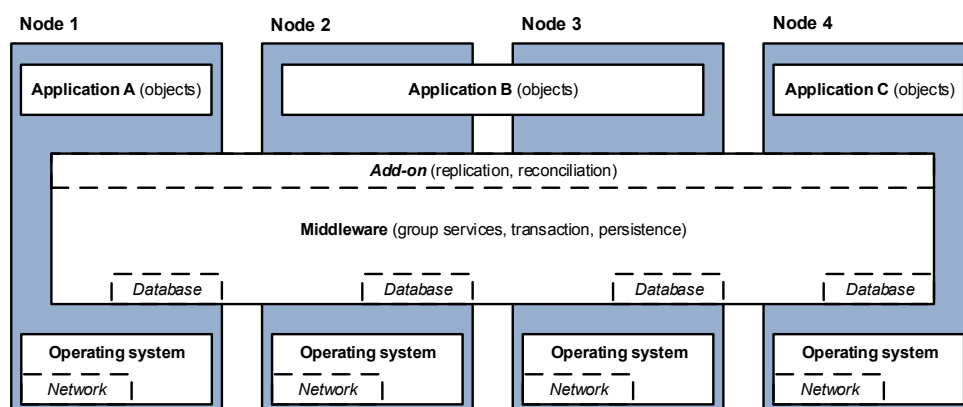 Node 1
Node 2
Node 3
Node 4
Application A (objects)
Application B (objects)
Application C (objects)
Add-on (replication, reconciliation)
Middleware (group services, transaction, persistence)
Database
Database
Database
Database
Operating system
Operating system
Operating system
Operating system
Network
Network
Network
Network